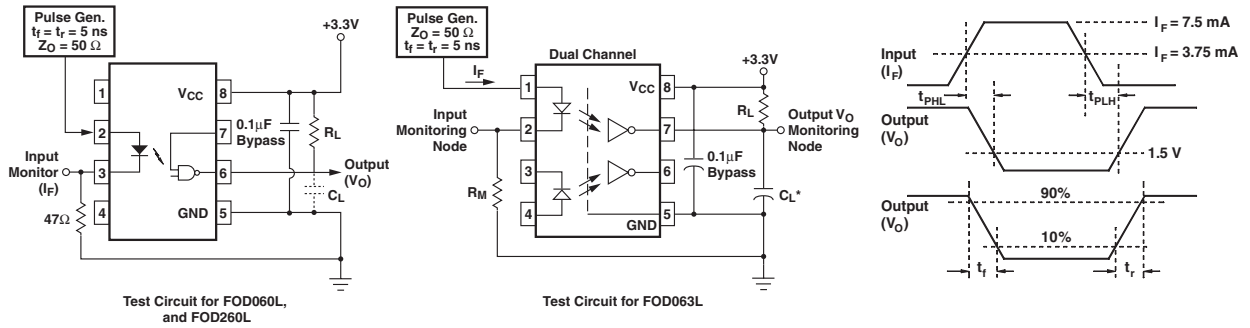 Pulse Gen.
tf = tr = 5 ns
ZO = 50 Ω
+3.3V
1
2
3
4
VCC
GND
8
7
6
5
0.1μF
Bypass
RL
CL
Input
Monitor
(IF)
47Ω
Output
(VO)
Test Circuit for FOD060L,
and FOD260L
Pulse Gen.
ZO = 50 Ω
tf = tr = 5 ns
IF
Dual Channel
+3.3V
1
2
3
4
VCC
GND
8
7
6
5
RL
Input
Monitoring
Node
RM
0.1μF
Bypass
CL*
Output VO
Monitoring
Node
Test Circuit for FOD063L
Input
(IF)
IF = 7.5 mA
IF = 3.75 mA
tPHL
tPLH
Output
(VO)
1.5 V
Output
(VO)
90%
10%
tf
tr